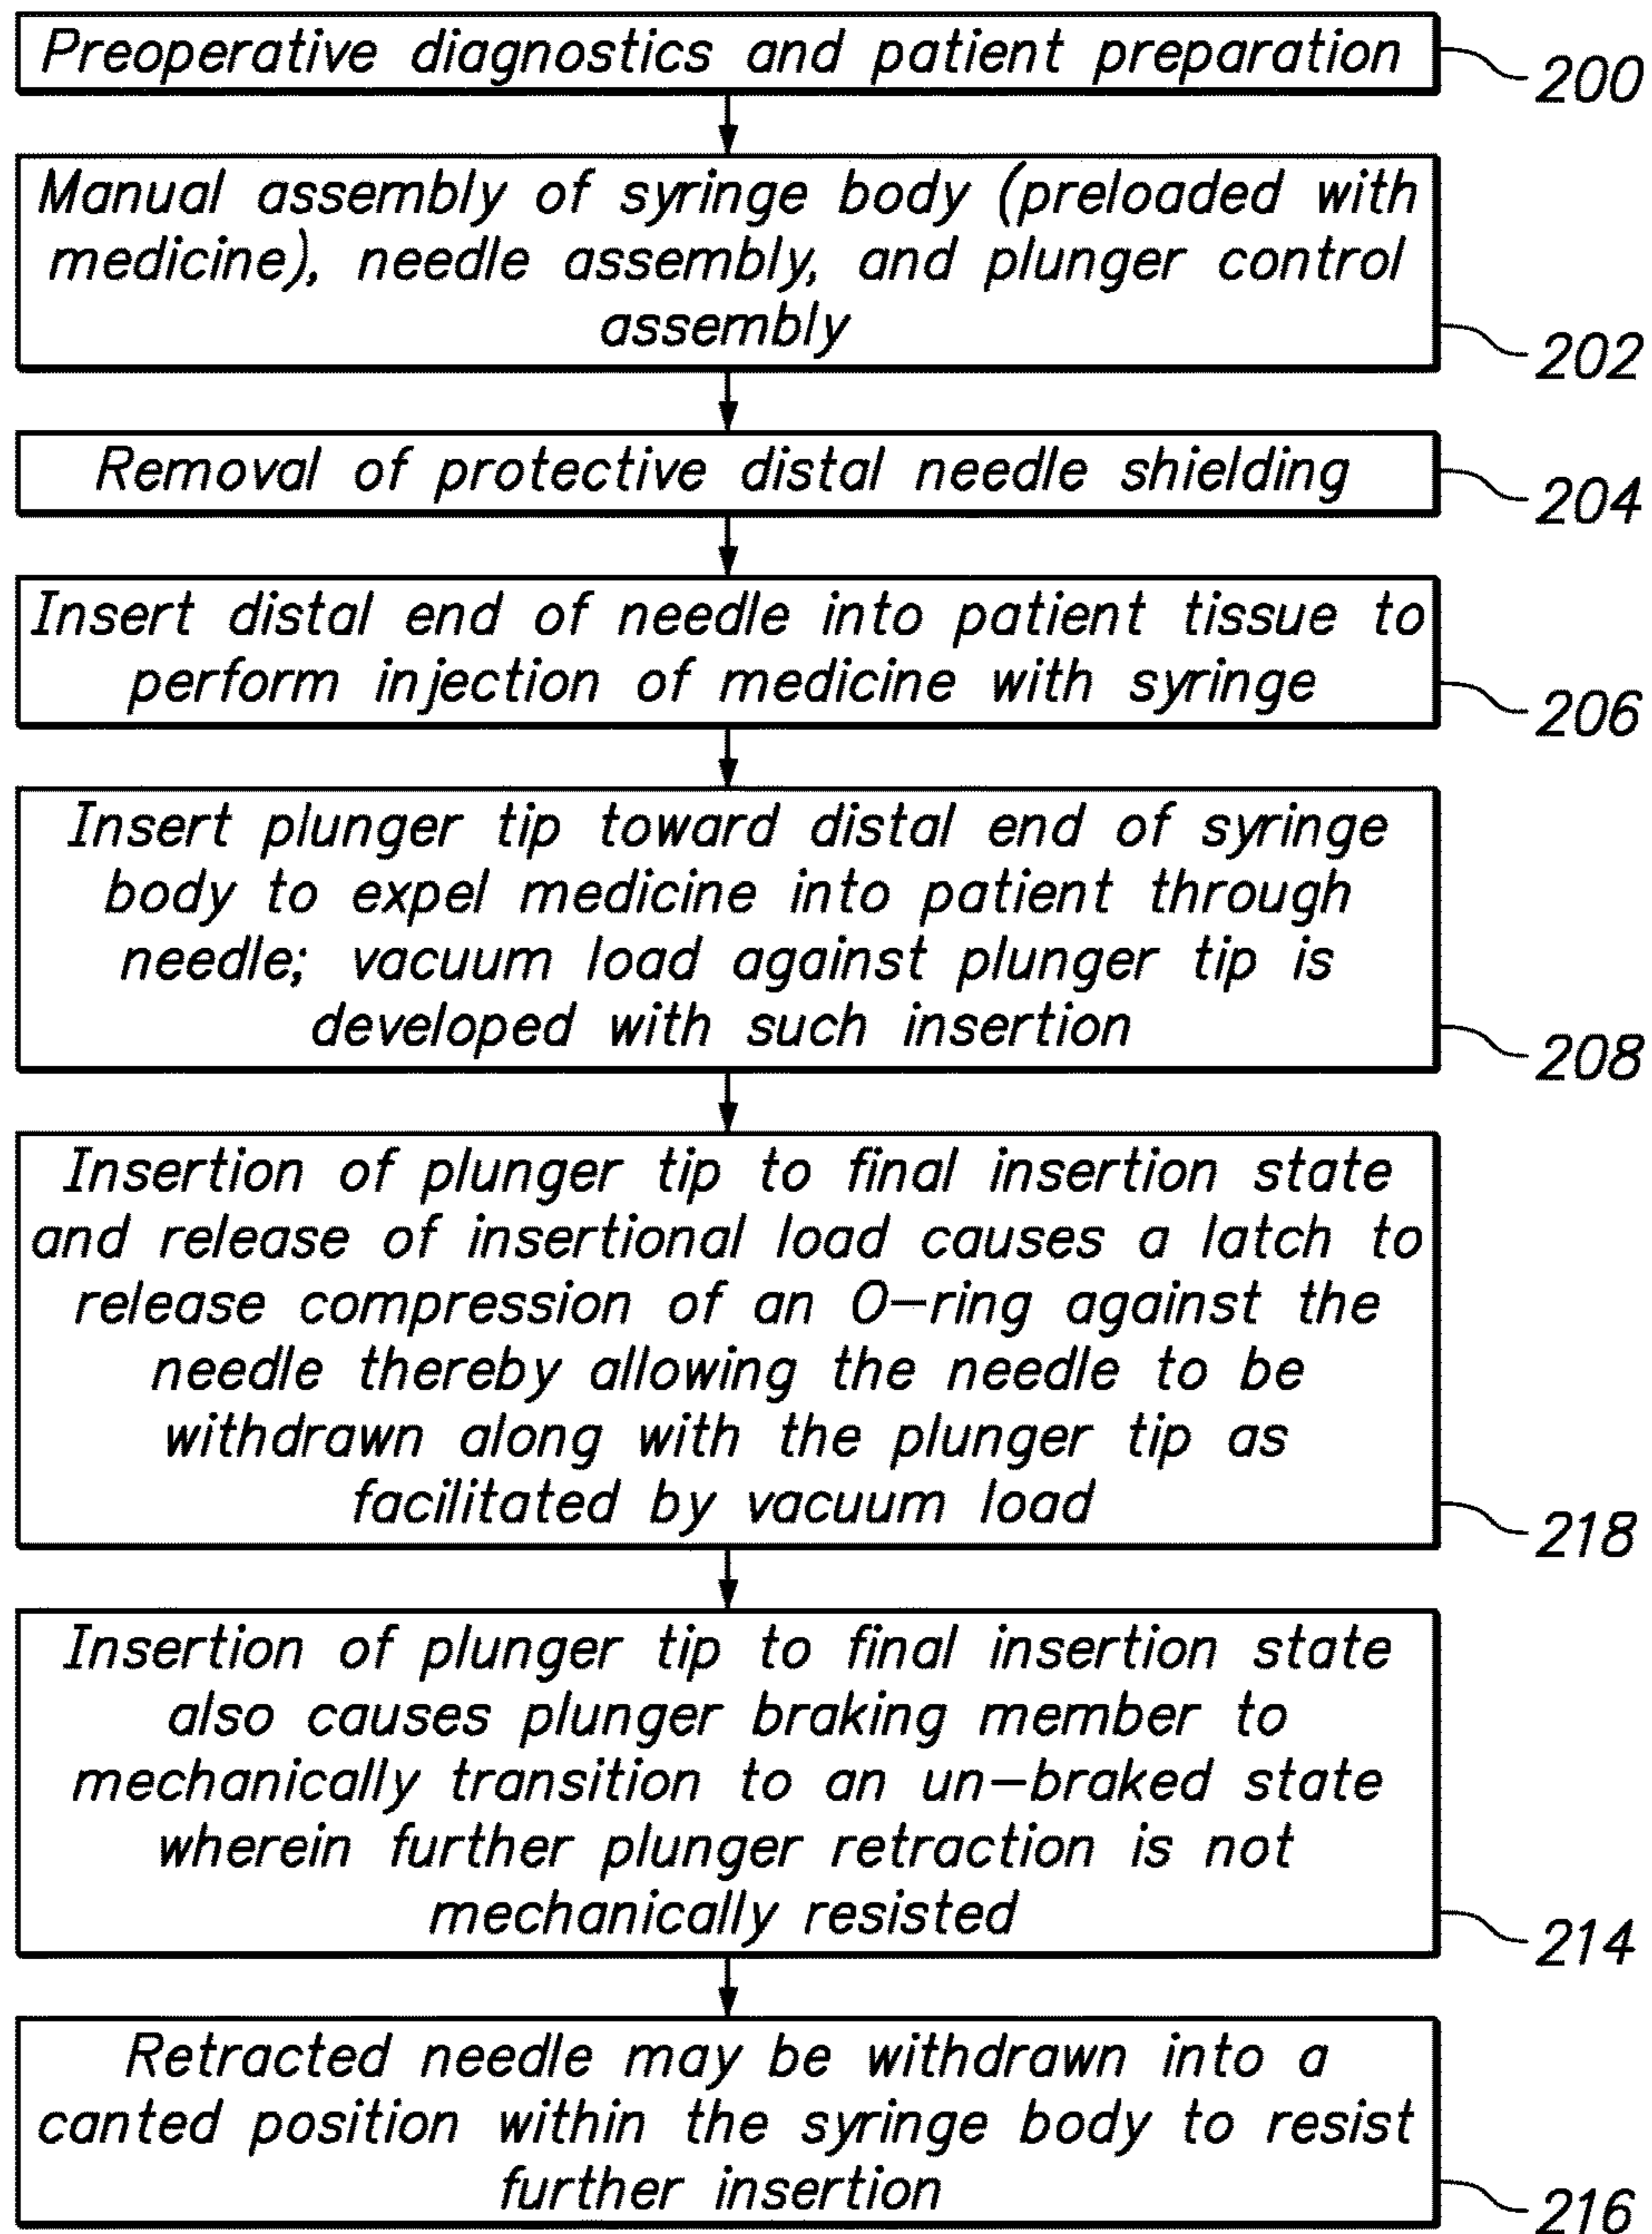 Preoperative diagnostics and patient preparation
200
Manual assembly of syringe body (preloaded with
medicine), needle assembly, and plunger control
assembly
202
Removal of protective distal needle shielding
204
Insert distal end of needle into patient tissue to
perform injection of medicine with syringe
206
Insert plunger tip toward distal end of syringe
body to expel medicine into patient through
needle; vacuum load against plunger tip is
developed with such insertion
208
Insertion of plunger tip to final insertion state
and release of insertional load causes a latch to
release compression of an O-ring against the
needle thereby allowing the needle to be
withdrawn along with the plunger tip as
facilitated by vacuum load
218
Insertion of plunger tip to final insertion state
also causes plunger braking member to
mechanically transition to an un-braked state
wherein further plunger retraction is not
mechanically resisted
214
Retracted needle may be withdrawn into a
canted position within the syringe body to resist
further insertion
216